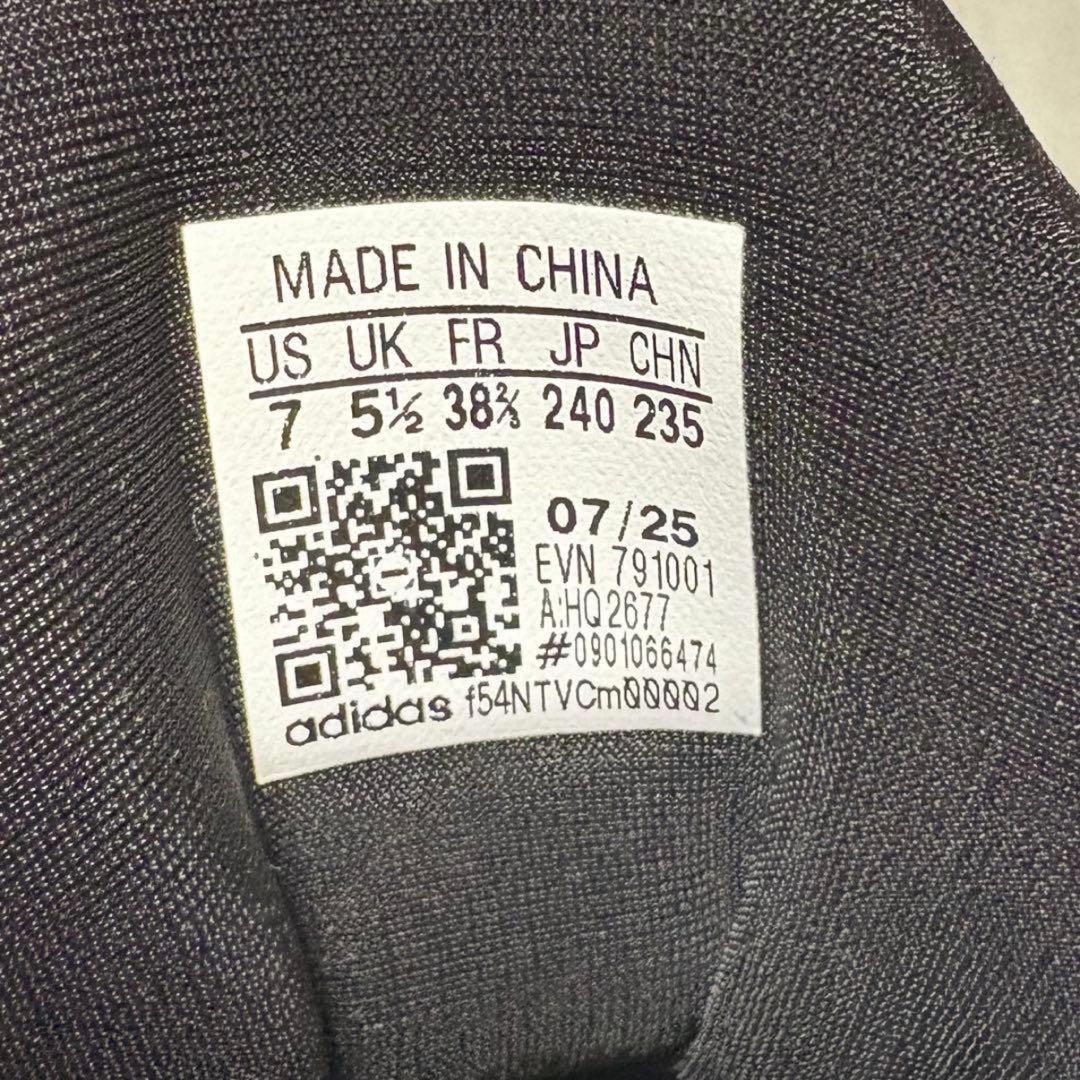 MADE IN CHINA
US UK FR JP CHN
7 5½ 38⅔ 240 235
07/25
EVN 791001
A:HQ2677
#0901066474
adidas f54NTVCm00002